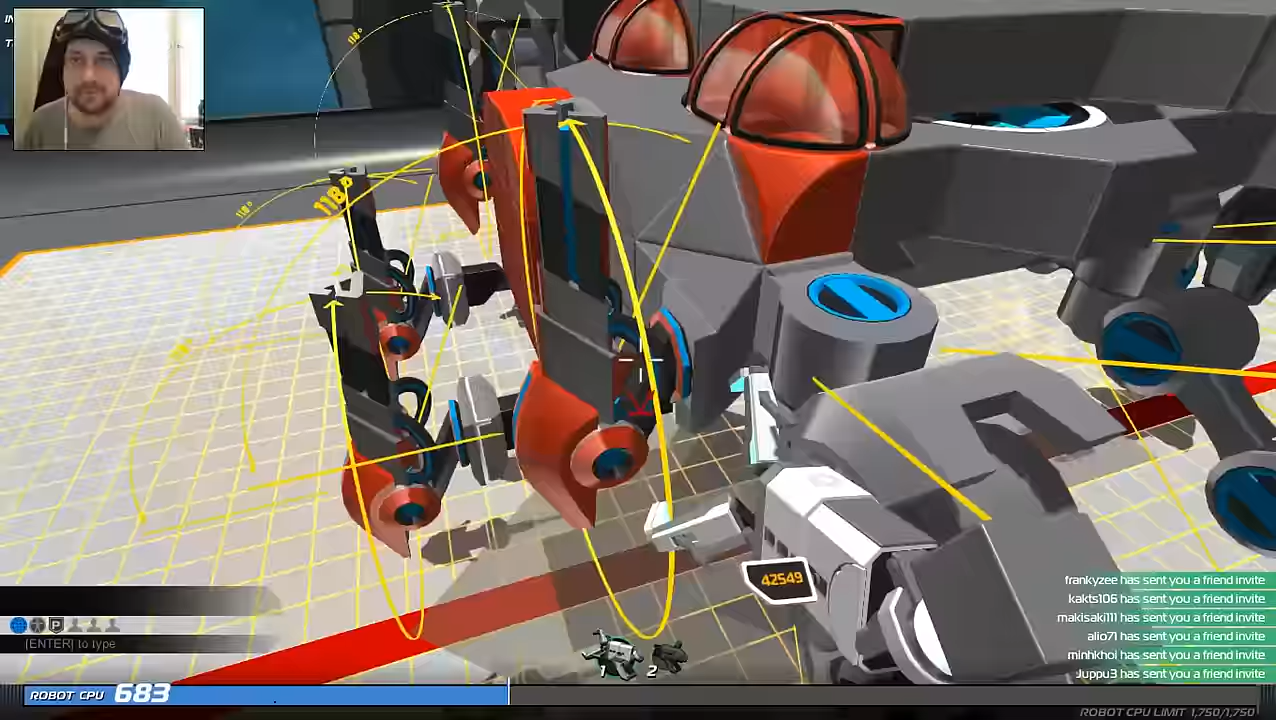 118°
118°
118°
42549
frankyzee has sent you a friend invite
kakts106 has sent you a friend invite
makisaki111 has sent you a friend invite
alio71 has sent you a friend invite
minhkhoi has sent you a friend invite
Juppu3 has sent you a friend invite
P
[ENTER] to type
1
2
ROBOT CPU 683
ROBOT CPU LIMIT 1,750/1,750